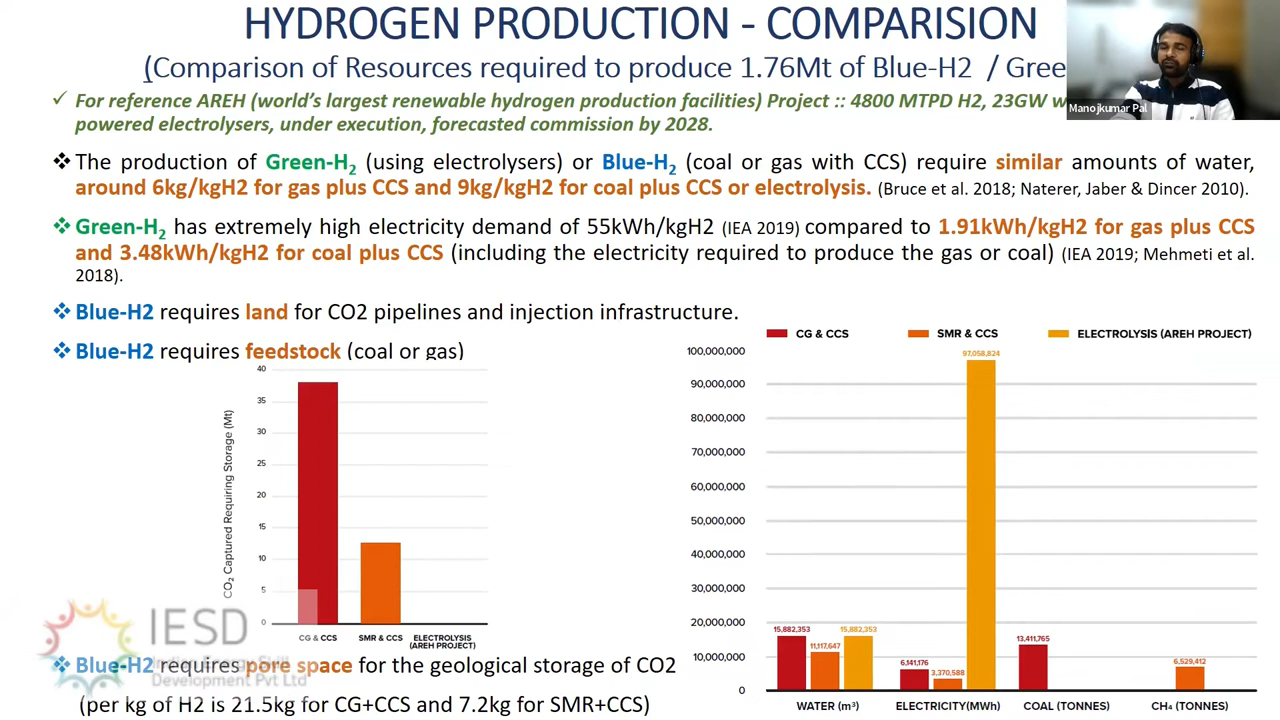 HYDROGEN PRODUCTION - COMPARISION
(Comparison of Resources required to produce 1.76Mt of Blue-H2 / Gree
Manojkumar Pal
✓ For reference AREH (world's largest renewable hydrogen production facilities) Project :: 4800 MTPD H2, 23GW w
powered electrolysers, under execution, forecasted commission by 2028.
❖ The production of Green-H2 (using electrolysers) or Blue-H2 (coal or gas with CCS) require similar amounts of water,
around 6kg/kgH2 for gas plus CCS and 9kg/kgH2 for coal plus CCS or electrolysis. (Bruce et al. 2018; Naterer, Jaber & Dincer 2010).
❖ Green-H2 has extremely high electricity demand of 55kWh/kgH2 (IEA 2019) compared to 1.91kWh/kgH2 for gas plus CCS
and 3.48kWh/kgH2 for coal plus CCS (including the electricity required to produce the gas or coal) (IEA 2019; Mehmeti et al.
2018).
❖ Blue-H2 requires land for CO2 pipelines and injection infrastructure.
❖ Blue-H2 requires feedstock (coal or gas)
CO2 Captured Requiring Storage (Mt)
40
35
30
25
20
15
10
5
0
CG & CCS
SMR & CCS
ELECTROLYSIS
(AREH PROJECT)
CG & CCS
SMR & CCS
ELECTROLYSIS (AREH PROJECT)
100,000,000
90,000,000
80,000,000
70,000,000
60,000,000
50,000,000
40,000,000
30,000,000
20,000,000
10,000,000
0
15,882,353
11,117,647
15,882,353
6,141,176
3,370,588
97,058,824
13,411,765
6,529,412
WATER (m³)
ELECTRICITY(MWh)
COAL (TONNES)
CH4 (TONNES)
IESD
Indian Energy Skill
Development Pvt Ltd
❖ Blue-H2 requires pore space for the geological storage of CO2
(per kg of H2 is 21.5kg for CG+CCS and 7.2kg for SMR+CCS)